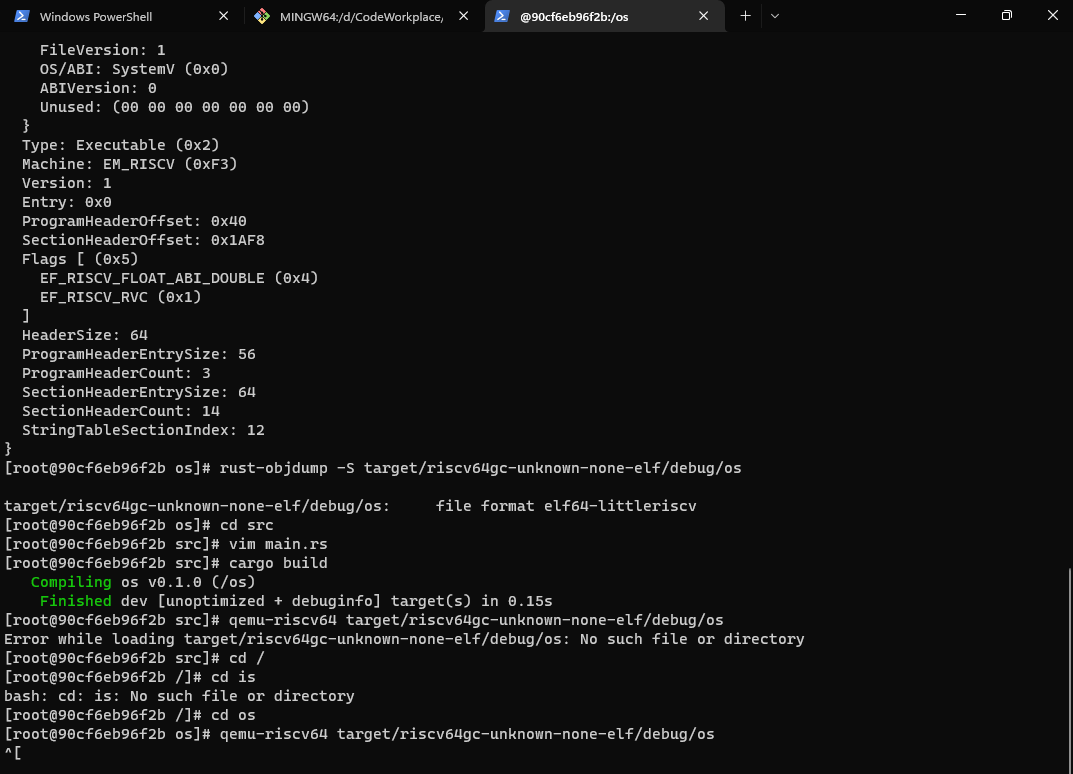 Windows PowerShell
MINGW64:/d/CodeWorkplace/
@90cf6eb96f2b:/os
FileVersion: 1
OS/ABI: SystemV (0x0)
ABIVersion: 0
Unused: (00 00 00 00 00 00 00)
}
Type: Executable (0x2)
Machine: EM_RISCV (0xF3)
Version: 1
Entry: 0x0
ProgramHeaderOffset: 0x40
SectionHeaderOffset: 0x1AF8
Flags [ (0x5)
EF_RISCV_FLOAT_ABI_DOUBLE (0x4)
EF_RISCV_RVC (0x1)
]
HeaderSize: 64
ProgramHeaderEntrySize: 56
ProgramHeaderCount: 3
SectionHeaderEntrySize: 64
SectionHeaderCount: 14
StringTableSectionIndex: 12
}
[root@90cf6eb96f2b os]# rust-objdump -S target/riscv64gc-unknown-none-elf/debug/os
target/riscv64gc-unknown-none-elf/debug/os:     file format elf64-littleriscv
[root@90cf6eb96f2b os]# cd src
[root@90cf6eb96f2b src]# vim main.rs
[root@90cf6eb96f2b src]# cargo build
Compiling os v0.1.0 (/os)
Finished dev [unoptimized + debuginfo] target(s) in 0.15s
[root@90cf6eb96f2b src]# qemu-riscv64 target/riscv64gc-unknown-none-elf/debug/os
Error while loading target/riscv64gc-unknown-none-elf/debug/os: No such file or directory
[root@90cf6eb96f2b src]# cd /
[root@90cf6eb96f2b /]# cd is
bash: cd: is: No such file or directory
[root@90cf6eb96f2b /]# cd os
[root@90cf6eb96f2b os]# qemu-riscv64 target/riscv64gc-unknown-none-elf/debug/os
^[